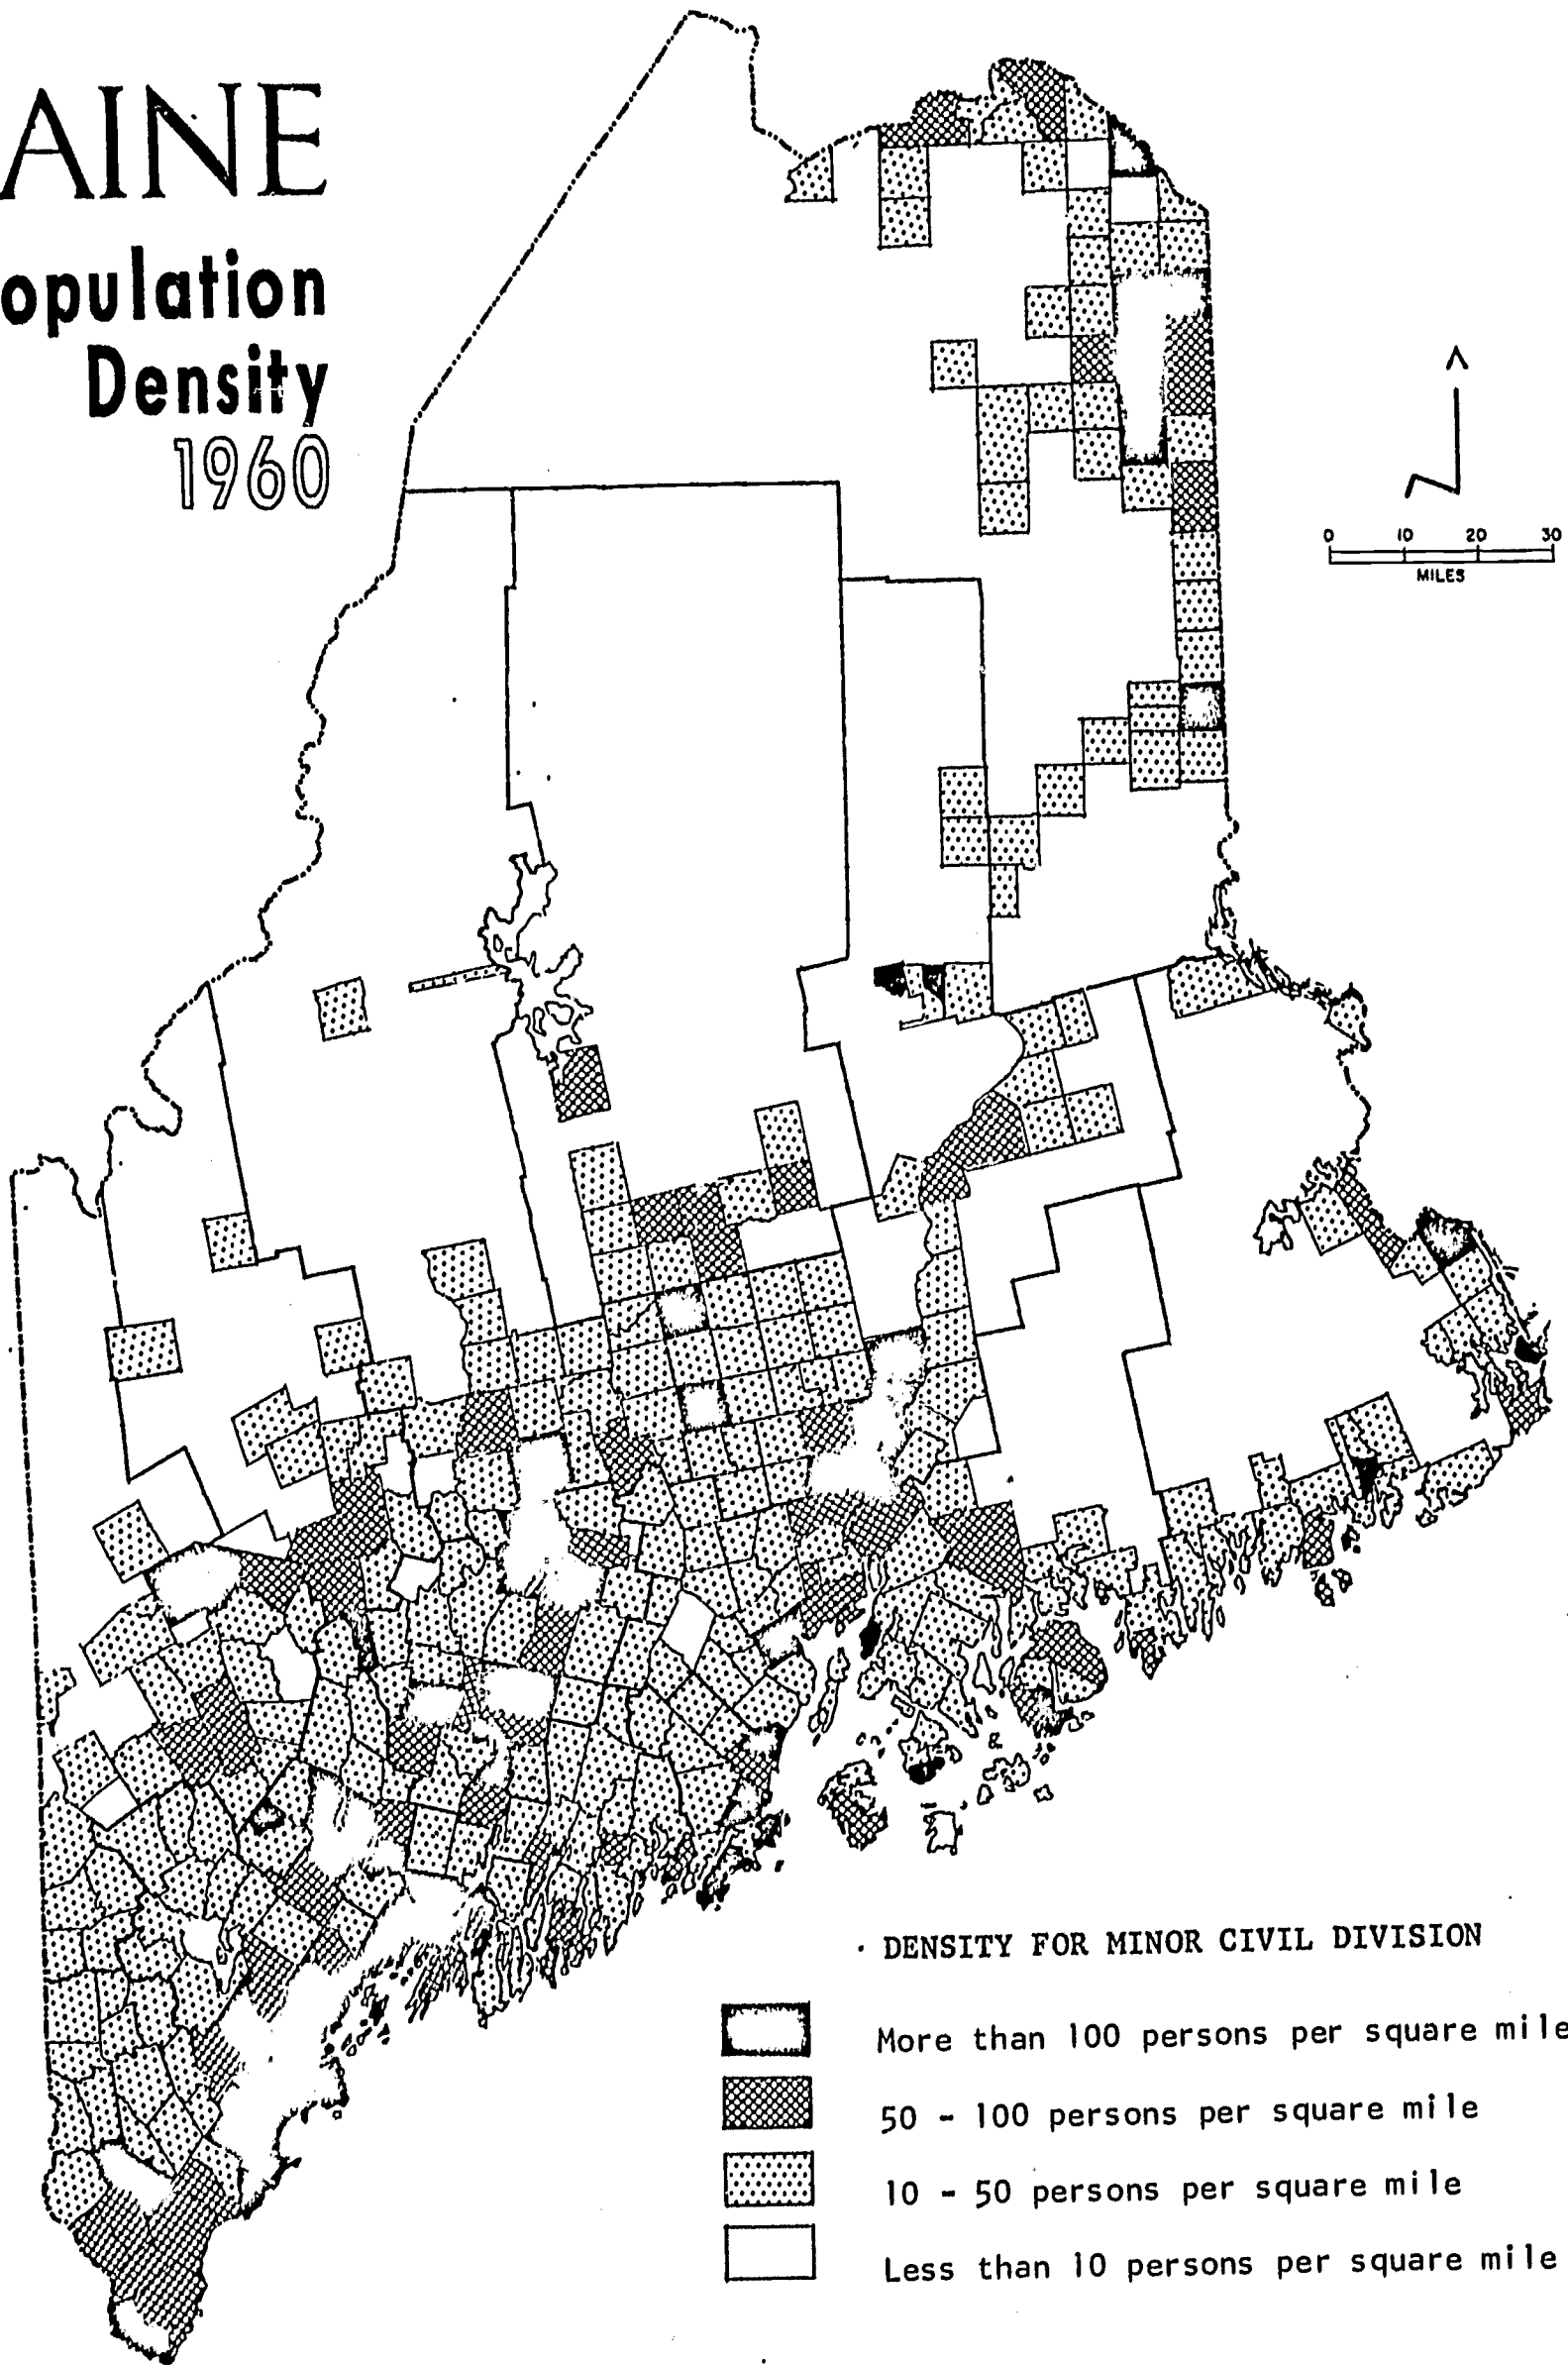 AINE
opulation
Density
1960
0 10 20 30
MILES
DENSITY FOR MINOR CIVIL DIVISION
More than 100 persons per square mile
50 - 100 persons per square mile
10 - 50 persons per square mile
Less than 10 persons per square mile